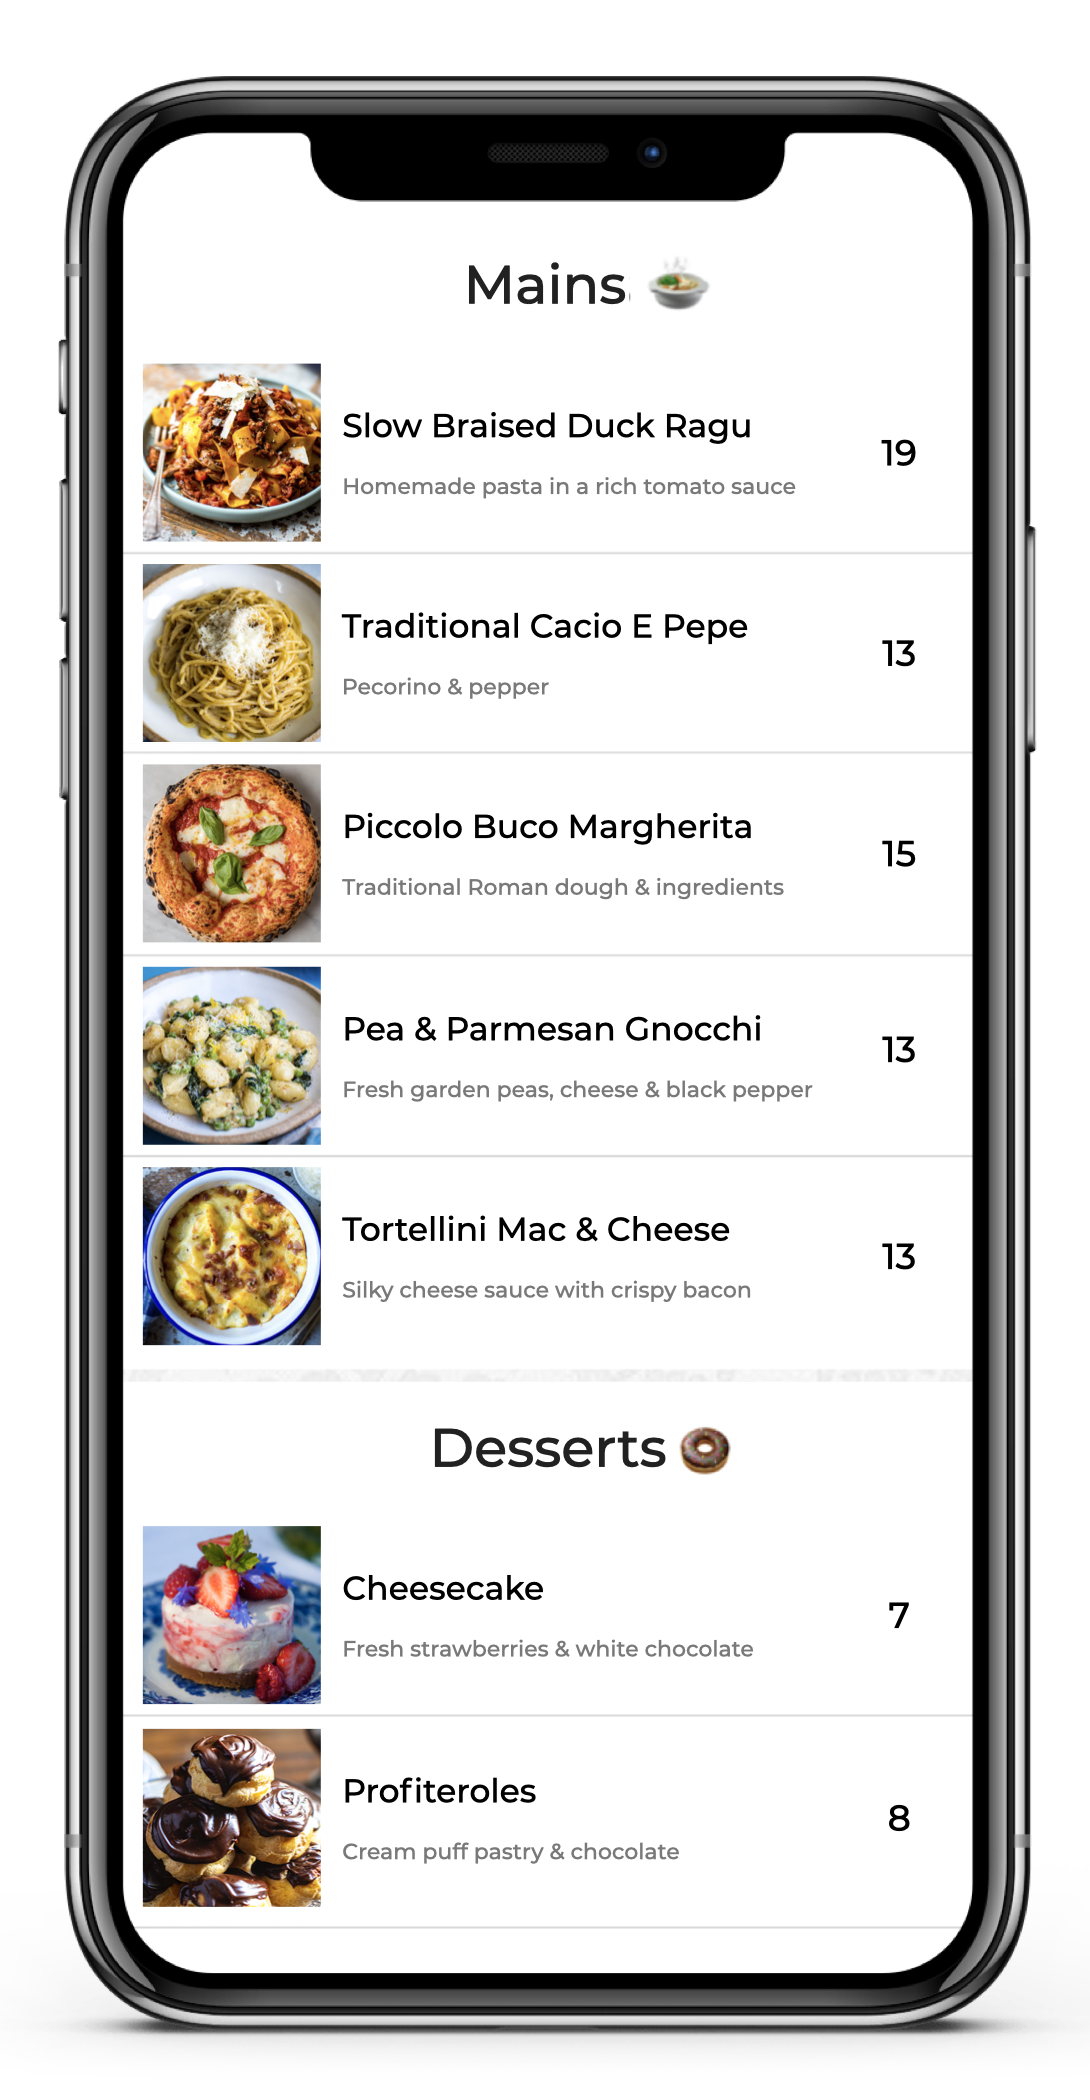 Mains
Slow Braised Duck Ragu
19
Homemade pasta in a rich tomato sauce
Traditional Cacio E Pepe
13
Pecorino & pepper
Piccolo Buco Margherita
15
Traditional Roman dough & ingredients
Pea & Parmesan Gnocchi
13
Fresh garden peas, cheese & black pepper
Tortellini Mac & Cheese
13
Silky cheese sauce with crispy bacon
Desserts
Cheesecake
7
Fresh strawberries & white chocolate
Profiteroles
8
Cream puff pastry & chocolate